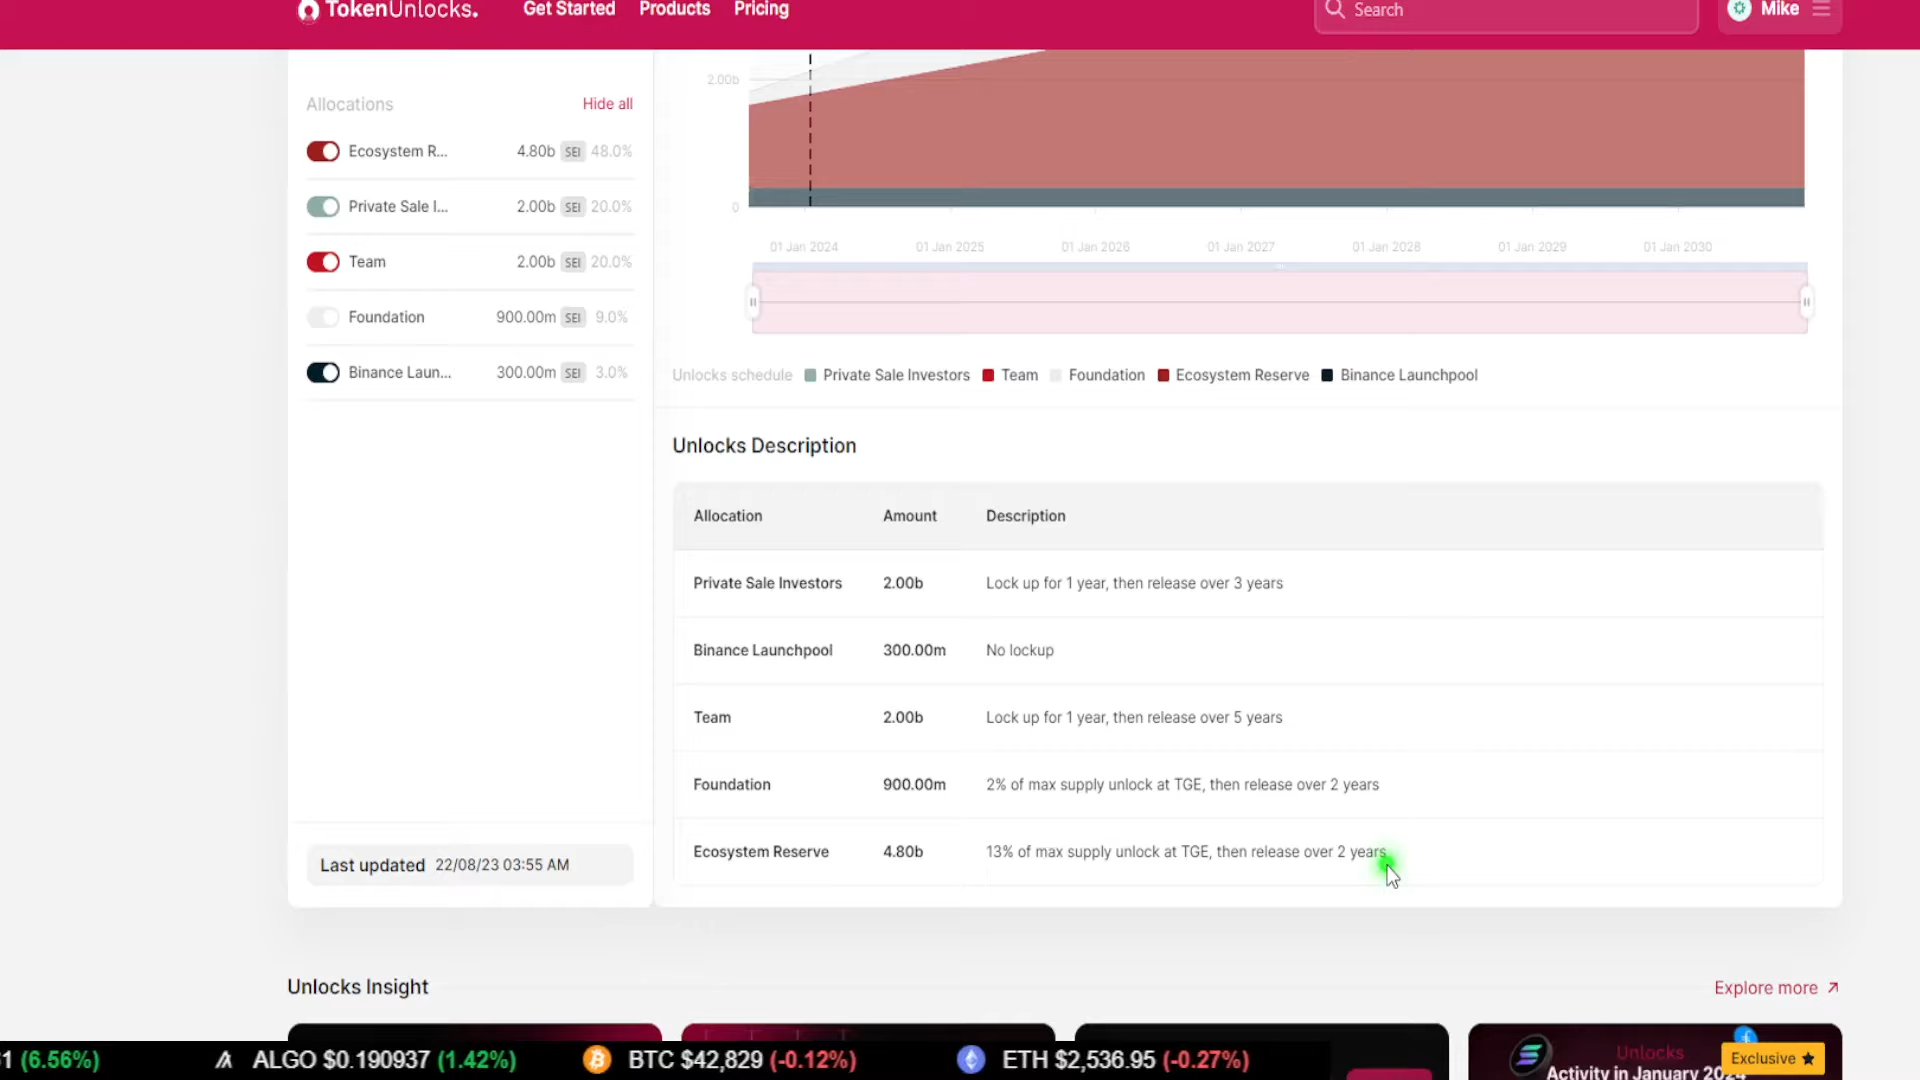 TokenUnlocks.
Get Started
Products
Pricing
Search
Mike
Allocations
Hide all
Ecosystem R... 4.80b SEI 48.0%
Private Sale I... 2.00b SEI 20.0%
Team 2.00b SEI 20.0%
Foundation 900.00m SEI 9.0%
Binance Laun... 300.00m SEI 3.0%
Last updated 22/08/23 03:55 AM
2.00b
0
01 Jan 2024 01 Jan 2025 01 Jan 2026 01 Jan 2027 01 Jan 2028 01 Jan 2029 01 Jan 2030
Unlocks schedule Private Sale Investors Team Foundation Ecosystem Reserve Binance Launchpool
Unlocks Description
Allocation Amount Description
Private Sale Investors 2.00b Lock up for 1 year, then release over 3 years
Binance Launchpool 300.00m No lockup
Team 2.00b Lock up for 1 year, then release over 5 years
Foundation 900.00m 2% of max supply unlock at TGE, then release over 2 years
Ecosystem Reserve 4.80b 13% of max supply unlock at TGE, then release over 2 years
Unlocks Insight
Explore more
Unlocks
Activity in January 2024
Exclusive
1 (6.56%) ALGO $0.190937 (1.42%) BTC $42,829 (-0.12%) ETH $2,536.95 (-0.27%)